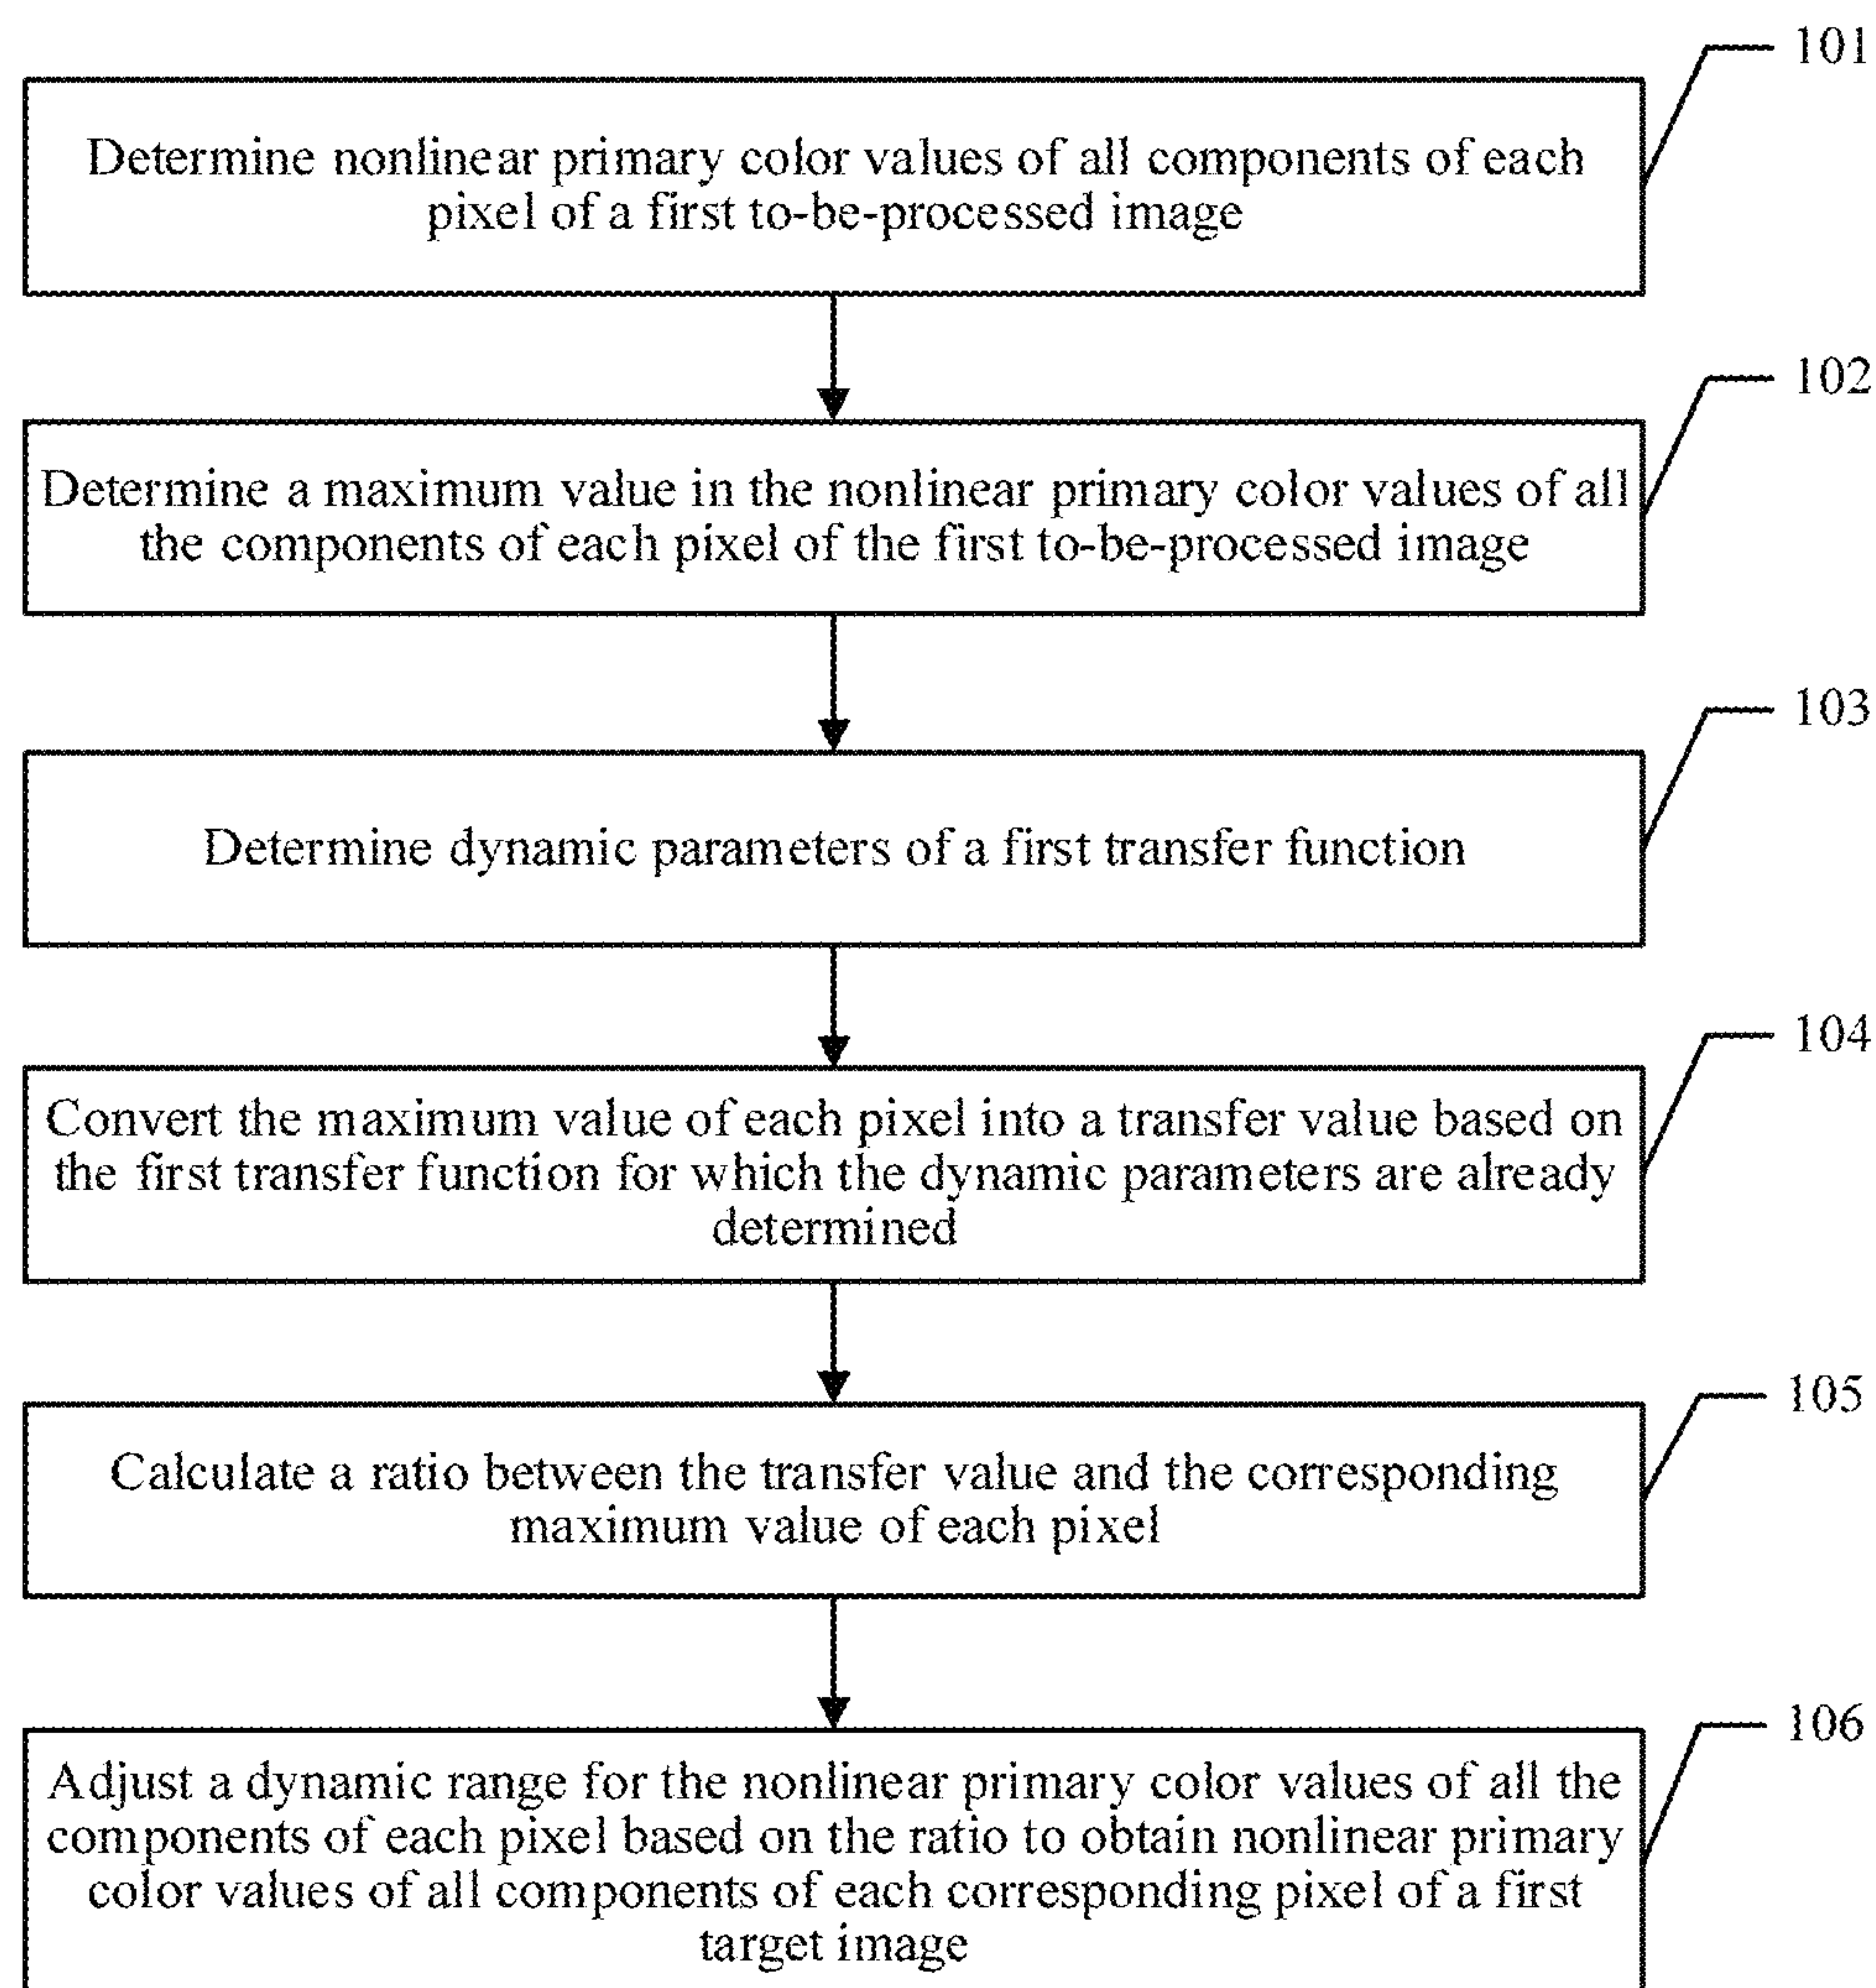 101
Determine nonlinear primary color values of all components of each
pixel of a first to-be-processed image
102
Determine a maximum value in the nonlinear primary color values of all
the components of each pixel of the first to-be-processed image
103
Determine dynamic parameters of a first transfer function
104
Convert the maximum value of each pixel into a transfer value based on
the first transfer function for which the dynamic parameters are already
determined
105
Calculate a ratio between the transfer value and the corresponding
maximum value of each pixel
106
Adjust a dynamic range for the nonlinear primary color values of all the
components of each pixel based on the ratio to obtain nonlinear primary
color values of all components of each corresponding pixel of a first
target image